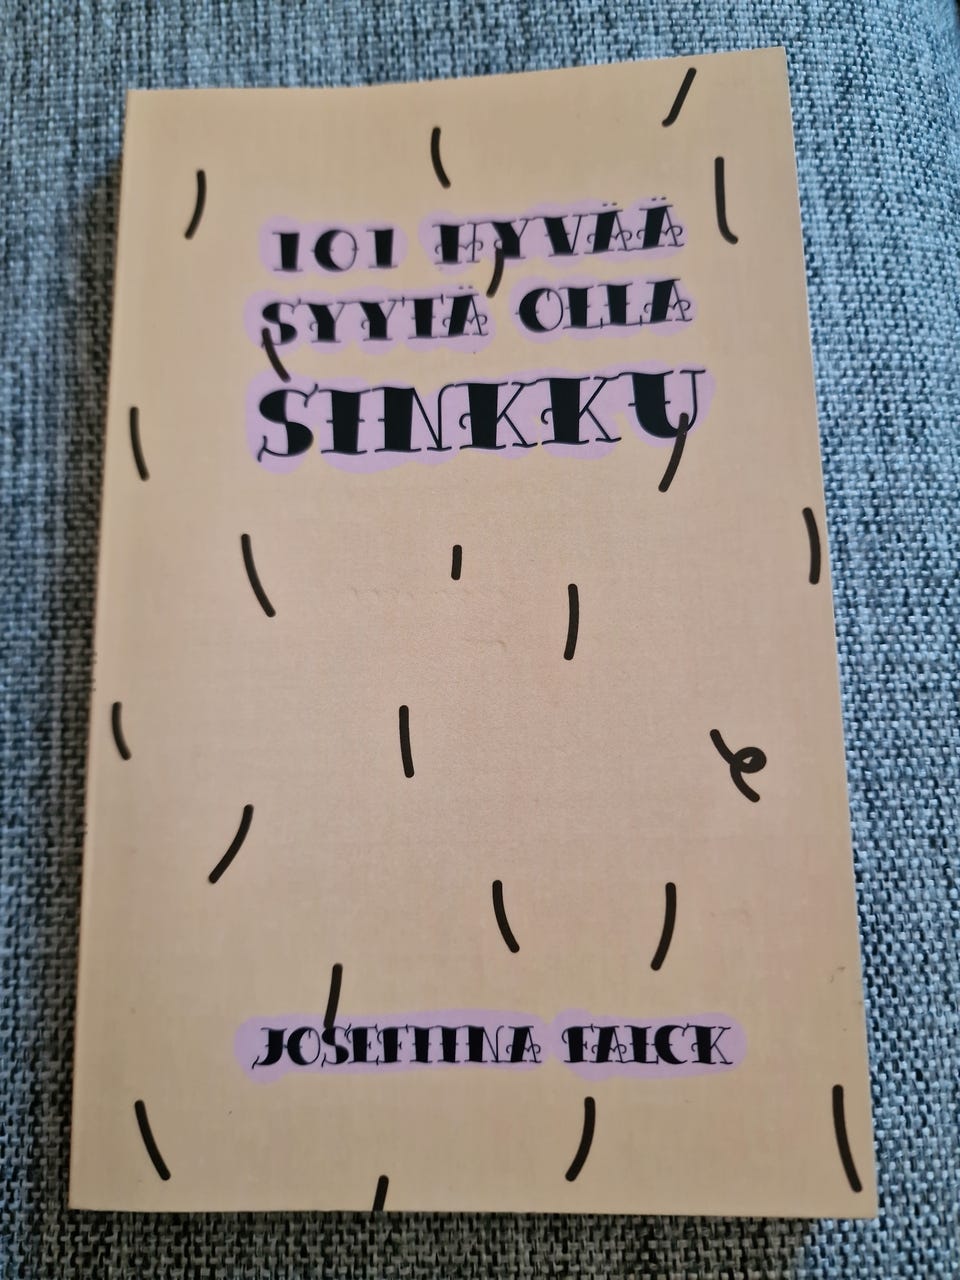 101 HYVÄÄ
SYYTÄ OLLA
SINKKU
JOSEFIINA FALCK